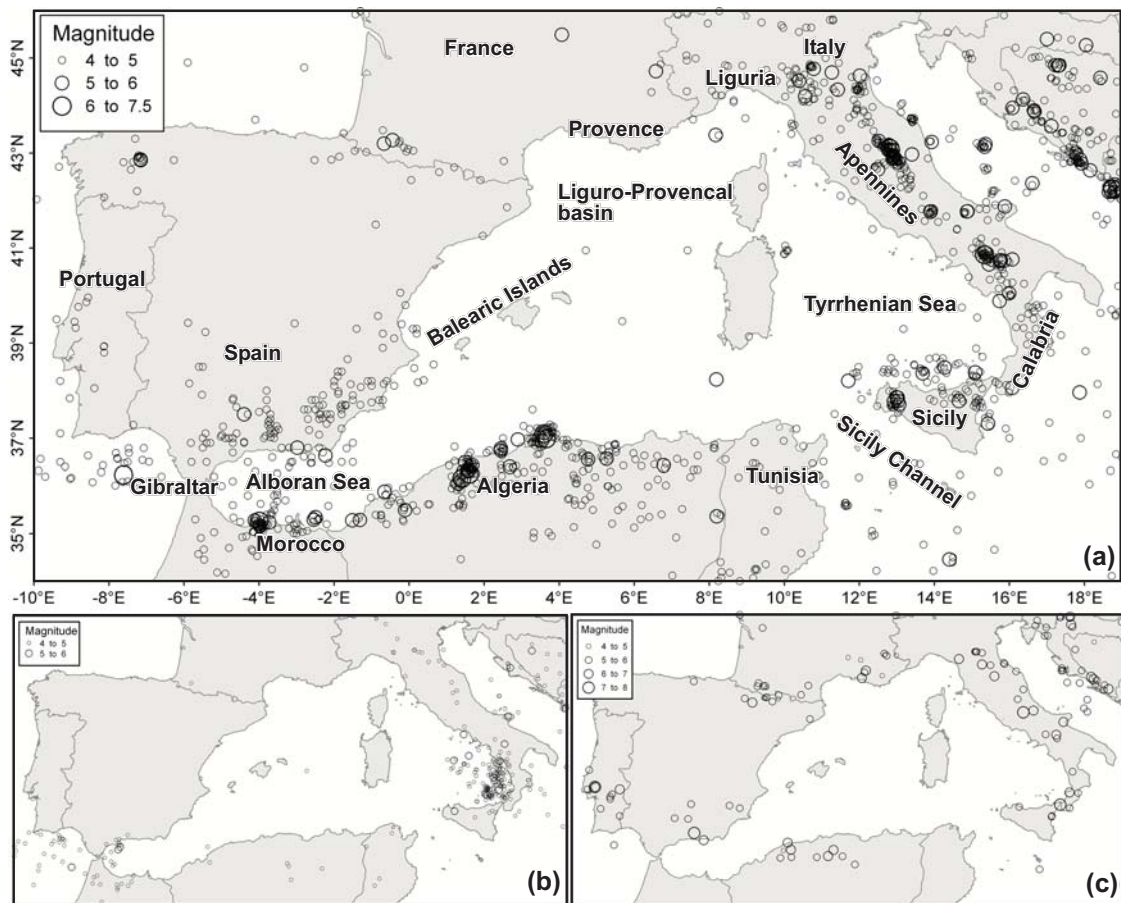 Magnitude
4 to 5
5 to 6
6 to 7.5
France
Italy
Liguria
Provence
Apennines
Liguro-Provencal
basin
Portugal
Balearic Islands
Tyrrhenian Sea
Spain
Calabria
Sicily
Sicily Channel
Gibraltar
Alboran Sea
Algeria
Tunisia
Morocco
(a)
45°N
43°N
41°N
39°N
37°N
35°N
-10°E
-8°E
-6°E
-4°E
-2°E
0°E
2°E
4°E
6°E
8°E
10°E
12°E
14°E
16°E
18°E
Magnitude
4 to 5
5 to 6
(b)
Magnitude
4 to 5
5 to 6
6 to 7
7 to 8
(c)